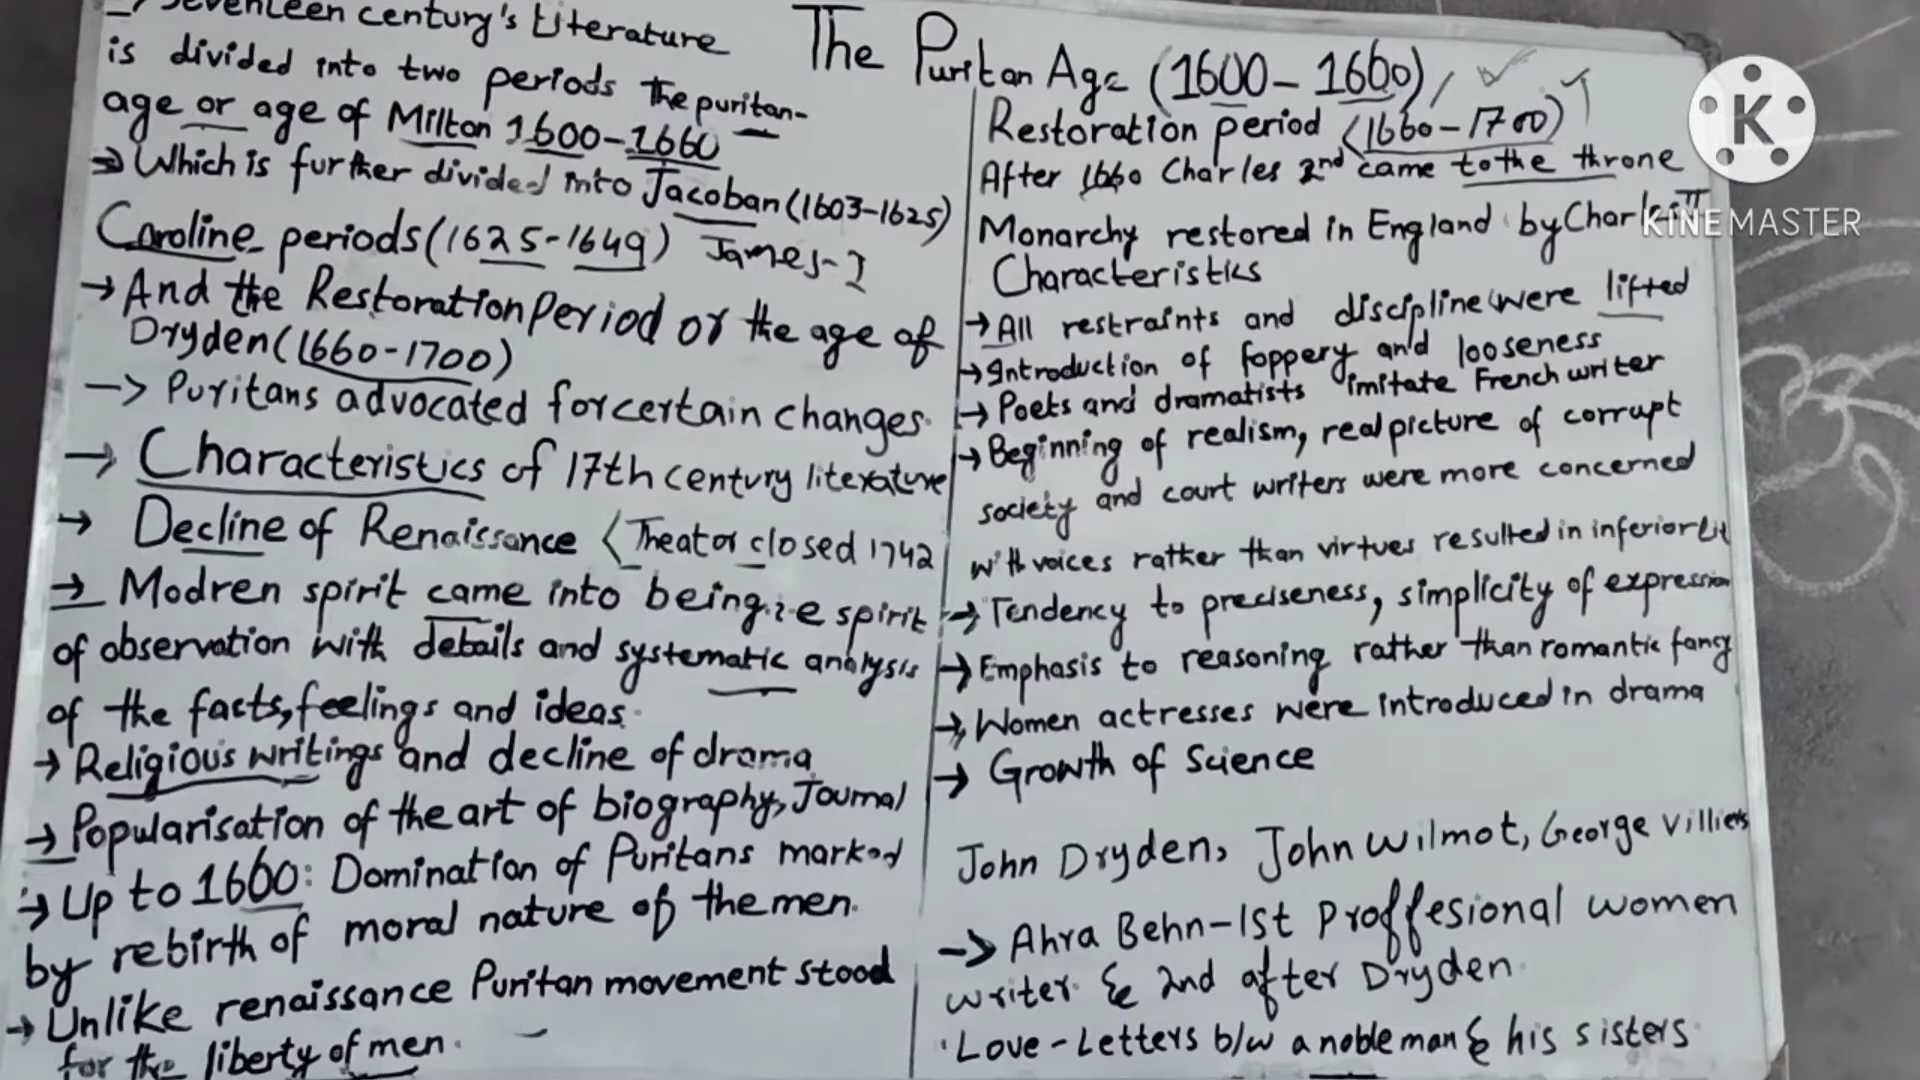 The Puritan Age (1600-1660)
Seventeen century's Literature
is divided into two periods the puritan-
age or age of Milton 1600-1660
Which is further divided into Jacoban (1603-1625)
Caroline periods (1625-1649) James-I
→ And the Restoration Period or the age of
Dryden (1660-1700)
-> Puritans advocated for certain changes.
→ Characteristics of 17th century literature
→ Decline of Renaissance (Theator closed 1742
→ Modren spirit came into being i.e spirit
of observation with details and systematic analysis
of the facts, feelings and ideas.
→ Religious writings and decline of drama
→ Popularisation of the art of biography, Journal
→ Up to 1660: Domination of Puritans marked
by rebirth of moral nature of the men.
→ Unlike renaissance Puritan movement stood
for the liberty of men.
Restoration period (1660-1700)
After 1660 Charles 2nd came to the throne
Monarchy restored in England by Charles II
Characteristics
→ All restraints and discipline were lifted
→ Introduction of foppery and looseness
→ Poets and dramatists imitate French writer
→ Beginning of realism, real picture of corrupt
society and court writers were more concerned
with voices rather than virtues resulted in inferior Lit
→ Tendency to preciseness, simplicity of expression
→ Emphasis to reasoning rather than romantic fancy
→ Women actresses were introduced in drama
→ Growth of Science
John Dryden, John Wilmot, George Villiers
-> Ahra Behn-1st Proffesional women
writer & 2nd after Dryden
Love-Letters b/w a noble man & his sisters
K
KINEMASTER